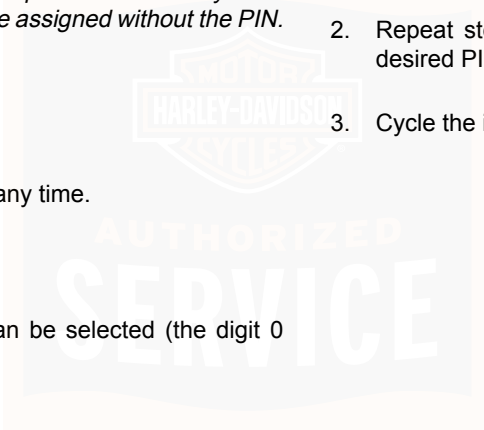 e assigned without the PIN.
any time.
an be selected (the digit 0
2. Repeat st
desired PI
3. Cycle the i
MOTOR
HARLEY-DAVIDSON
CYCLES
AUTHORIZED
SERVICE